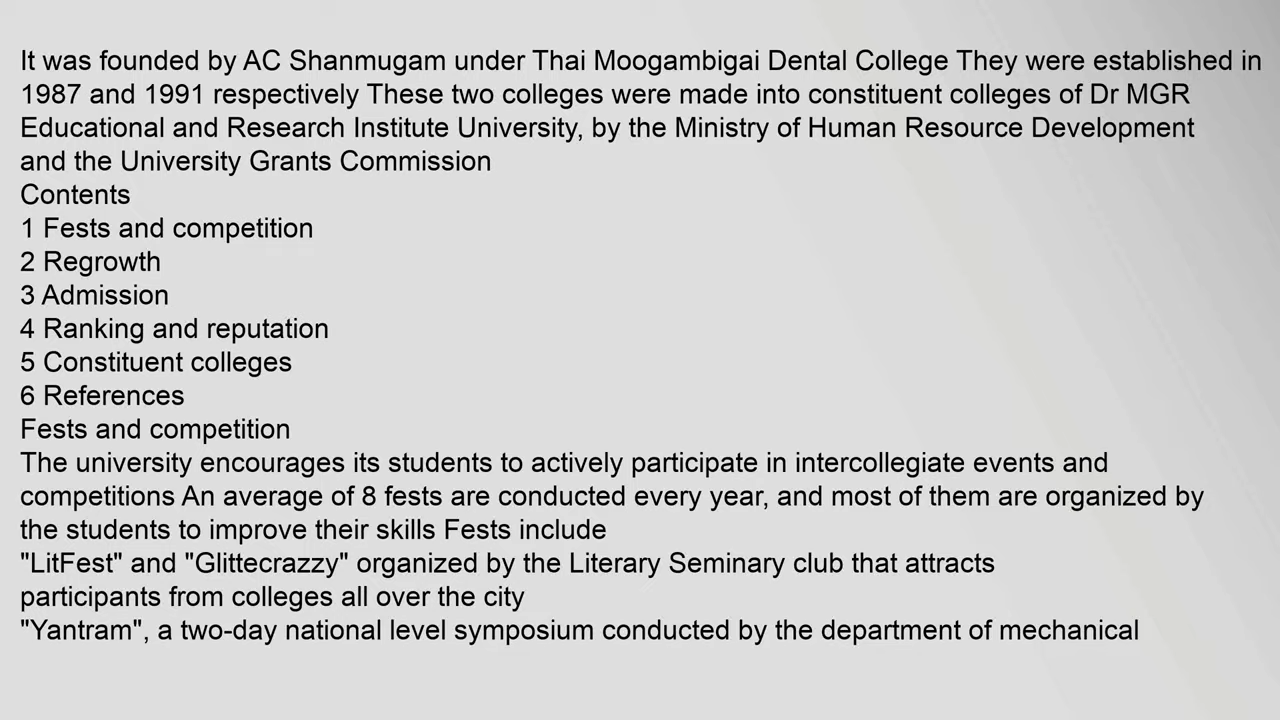 It was founded by AC Shanmugam under Thai Moogambigai Dental College They were established in
1987 and 1991 respectively These two colleges were made into constituent colleges of Dr MGR
Educational and Research Institute University, by the Ministry of Human Resource Development
and the University Grants Commission
Contents
1 Fests and competition
2 Regrowth
3 Admission
4 Ranking and reputation
5 Constituent colleges
6 References
Fests and competition
The university encourages its students to actively participate in intercollegiate events and
competitions An average of 8 fests are conducted every year, and most of them are organized by
the students to improve their skills Fests include
"LitFest" and "Glittecrazzy" organized by the Literary Seminary club that attracts
participants from colleges all over the city
"Yantram", a two-day national level symposium conducted by the department of mechanical